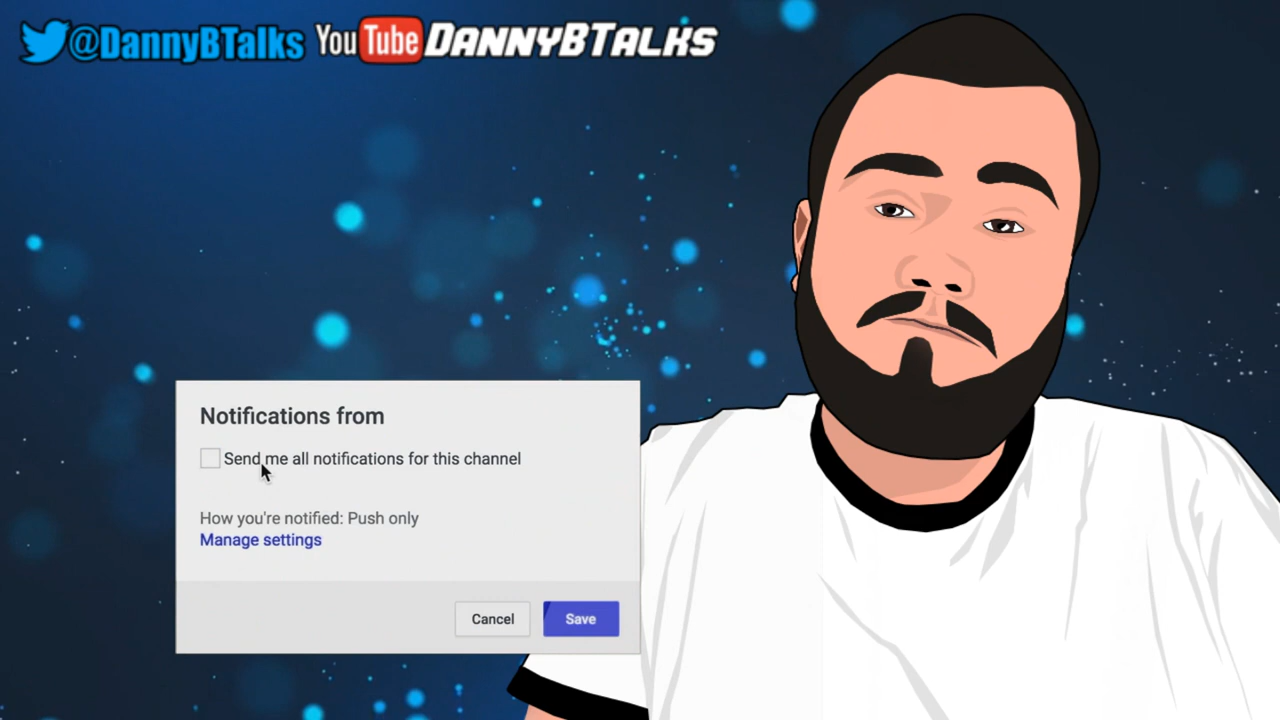 @DannyBTalks YouTube DANNYBTALKS
Notifications from
Send me all notifications for this channel
How you're notified: Push only
Manage settings
Cancel Save